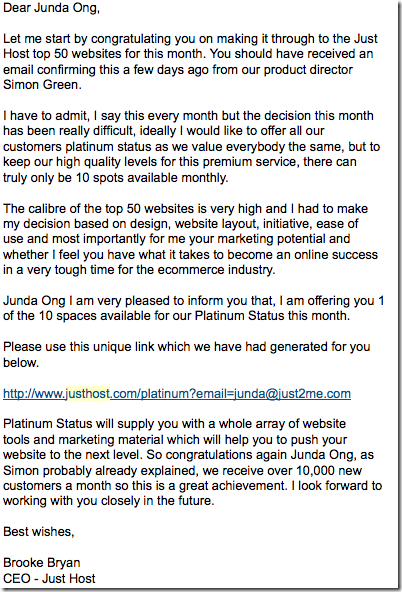 Dear Junda Ong,
Let me start by congratulating you on making it through to the Just
Host top 50 websites for this month. You should have received an
email confirming this a few days ago from our product director
Simon Green.
I have to admit, I say this every month but the decision this month
has been really difficult, ideally I would like to offer all our
customers platinum status as we value everybody the same, but to
keep our high quality levels for this premium service, there can
truly only be 10 spots available monthly.
The calibre of the top 50 websites is very high and I had to make
my decision based on design, website layout, initiative, ease of
use and most importantly for me your marketing potential and
whether I feel you have what it takes to become an online success
in a very tough time for the ecommerce industry.
Junda Ong I am very pleased to inform you that, I am offering you 1
of the 10 spaces available for our Platinum Status this month.
Please use this unique link which we have had generated for you
below.
http://www.justhost.com/platinum?email=junda@just2me.com
Platinum Status will supply you with a whole array of website
tools and marketing material which will help you to push your
website to the next level. So congratulations again Junda Ong, as
Simon probably already explained, we receive over 10,000 new
customers a month so this is a great achievement. I look forward to
working with you closely in the future.
Best wishes,
Brooke Bryan
CEO - Just Host